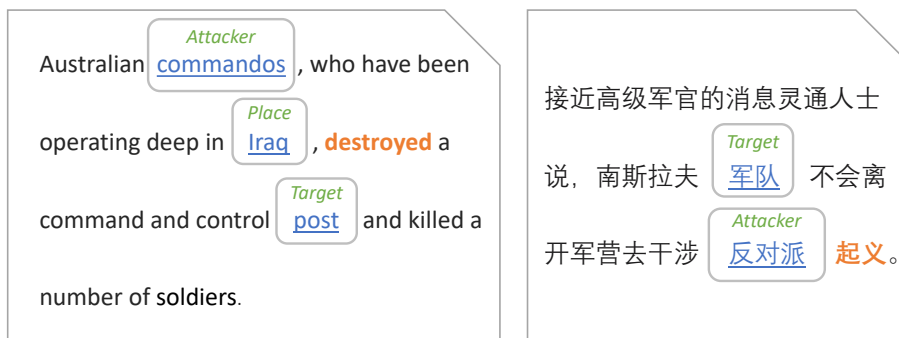 Attacker
Australian commandos, who have been
Place
operating deep in Iraq, destroyed a
Target
command and control post and killed a
number of soldiers.
接近高级军官的消息灵通人士
Target
说，南斯拉夫 军队 不会离
Attacker
开军营去干涉 反对派 起义。